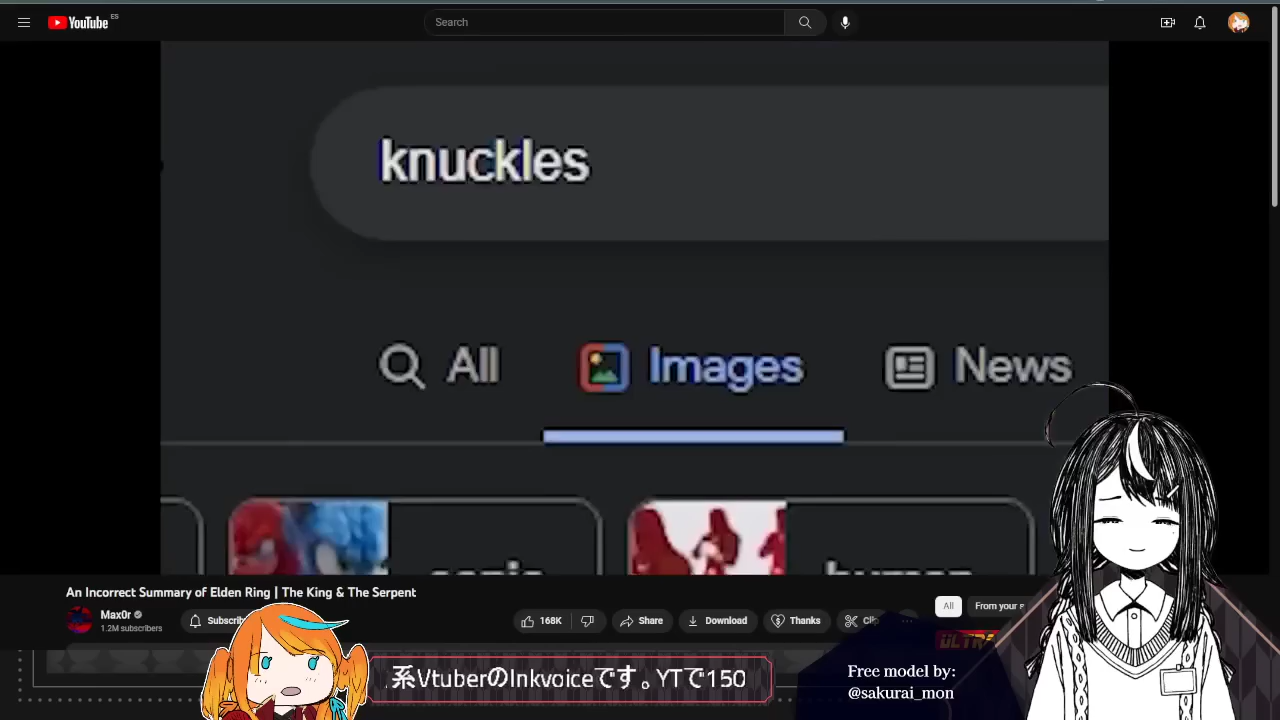 YouTube ES
Search
knuckles
All
Images
News
An Incorrect Summary of Elden Ring | The King & The Serpent
Max0r
1.2M subscribers
168K
Share
Download
Thanks
All
From your
系VtuberのInkvoiceです。YTで150
Free model by:
@sakurai_mon